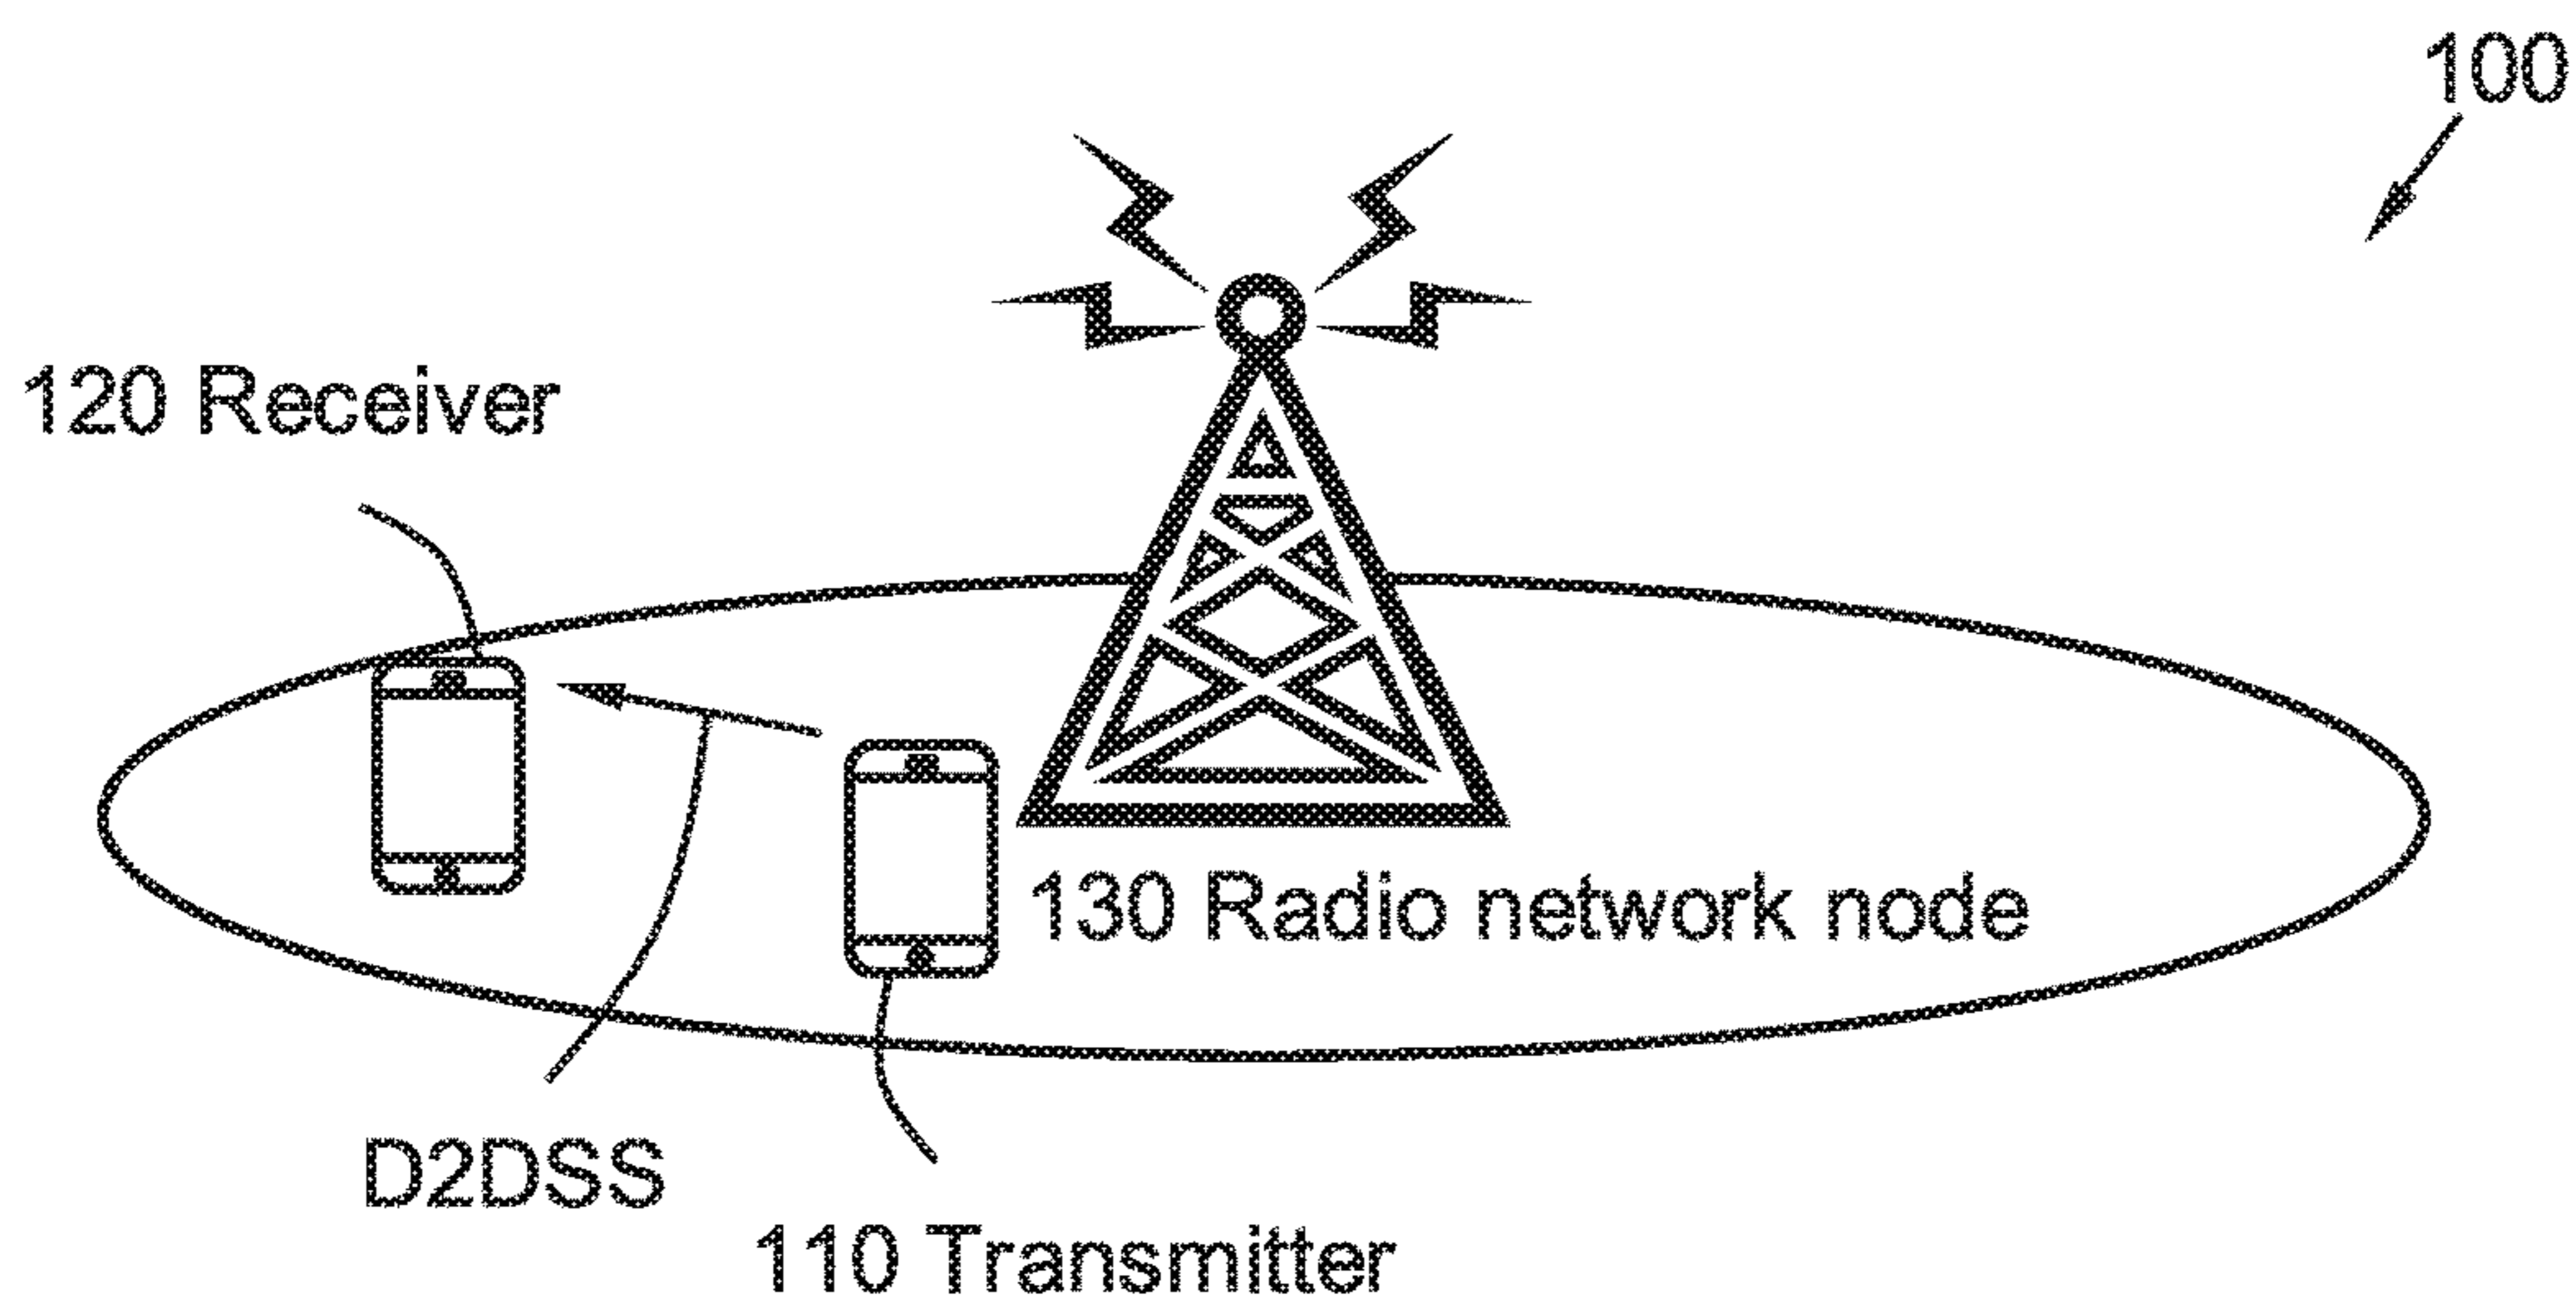 100
120 Receiver
130 Radio network node
D2DSS
110 Transmitter